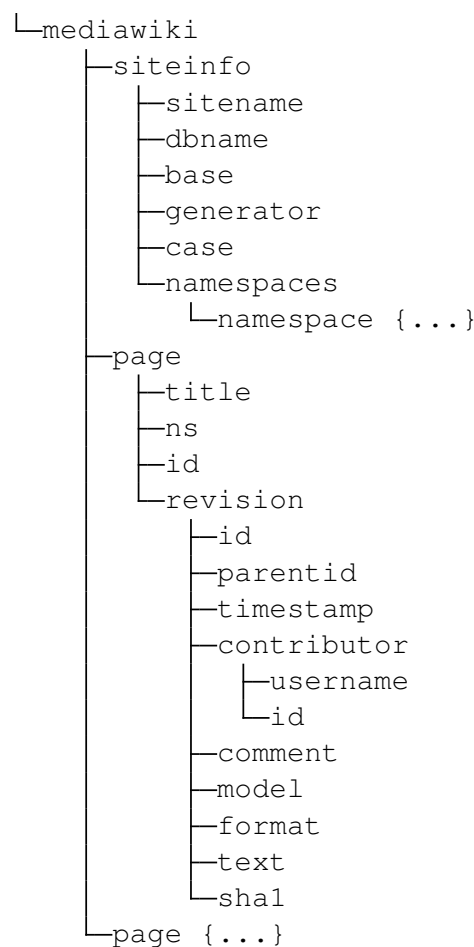 mediawiki
siteinfo
sitename
dbname
base
generator
case
namespaces
namespace {...}
page
title
ns
id
revision
id
parentid
timestamp
contributor
username
id
comment
model
format
text
sha1
page {...}